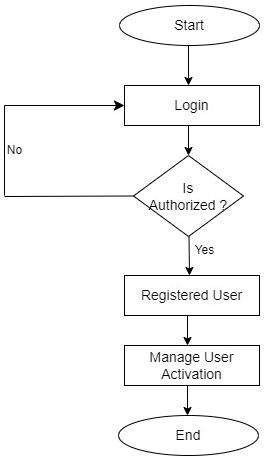 Start
Login
No
Is
Authorized ?
Yes
Registered User
Manage User
Activation
End